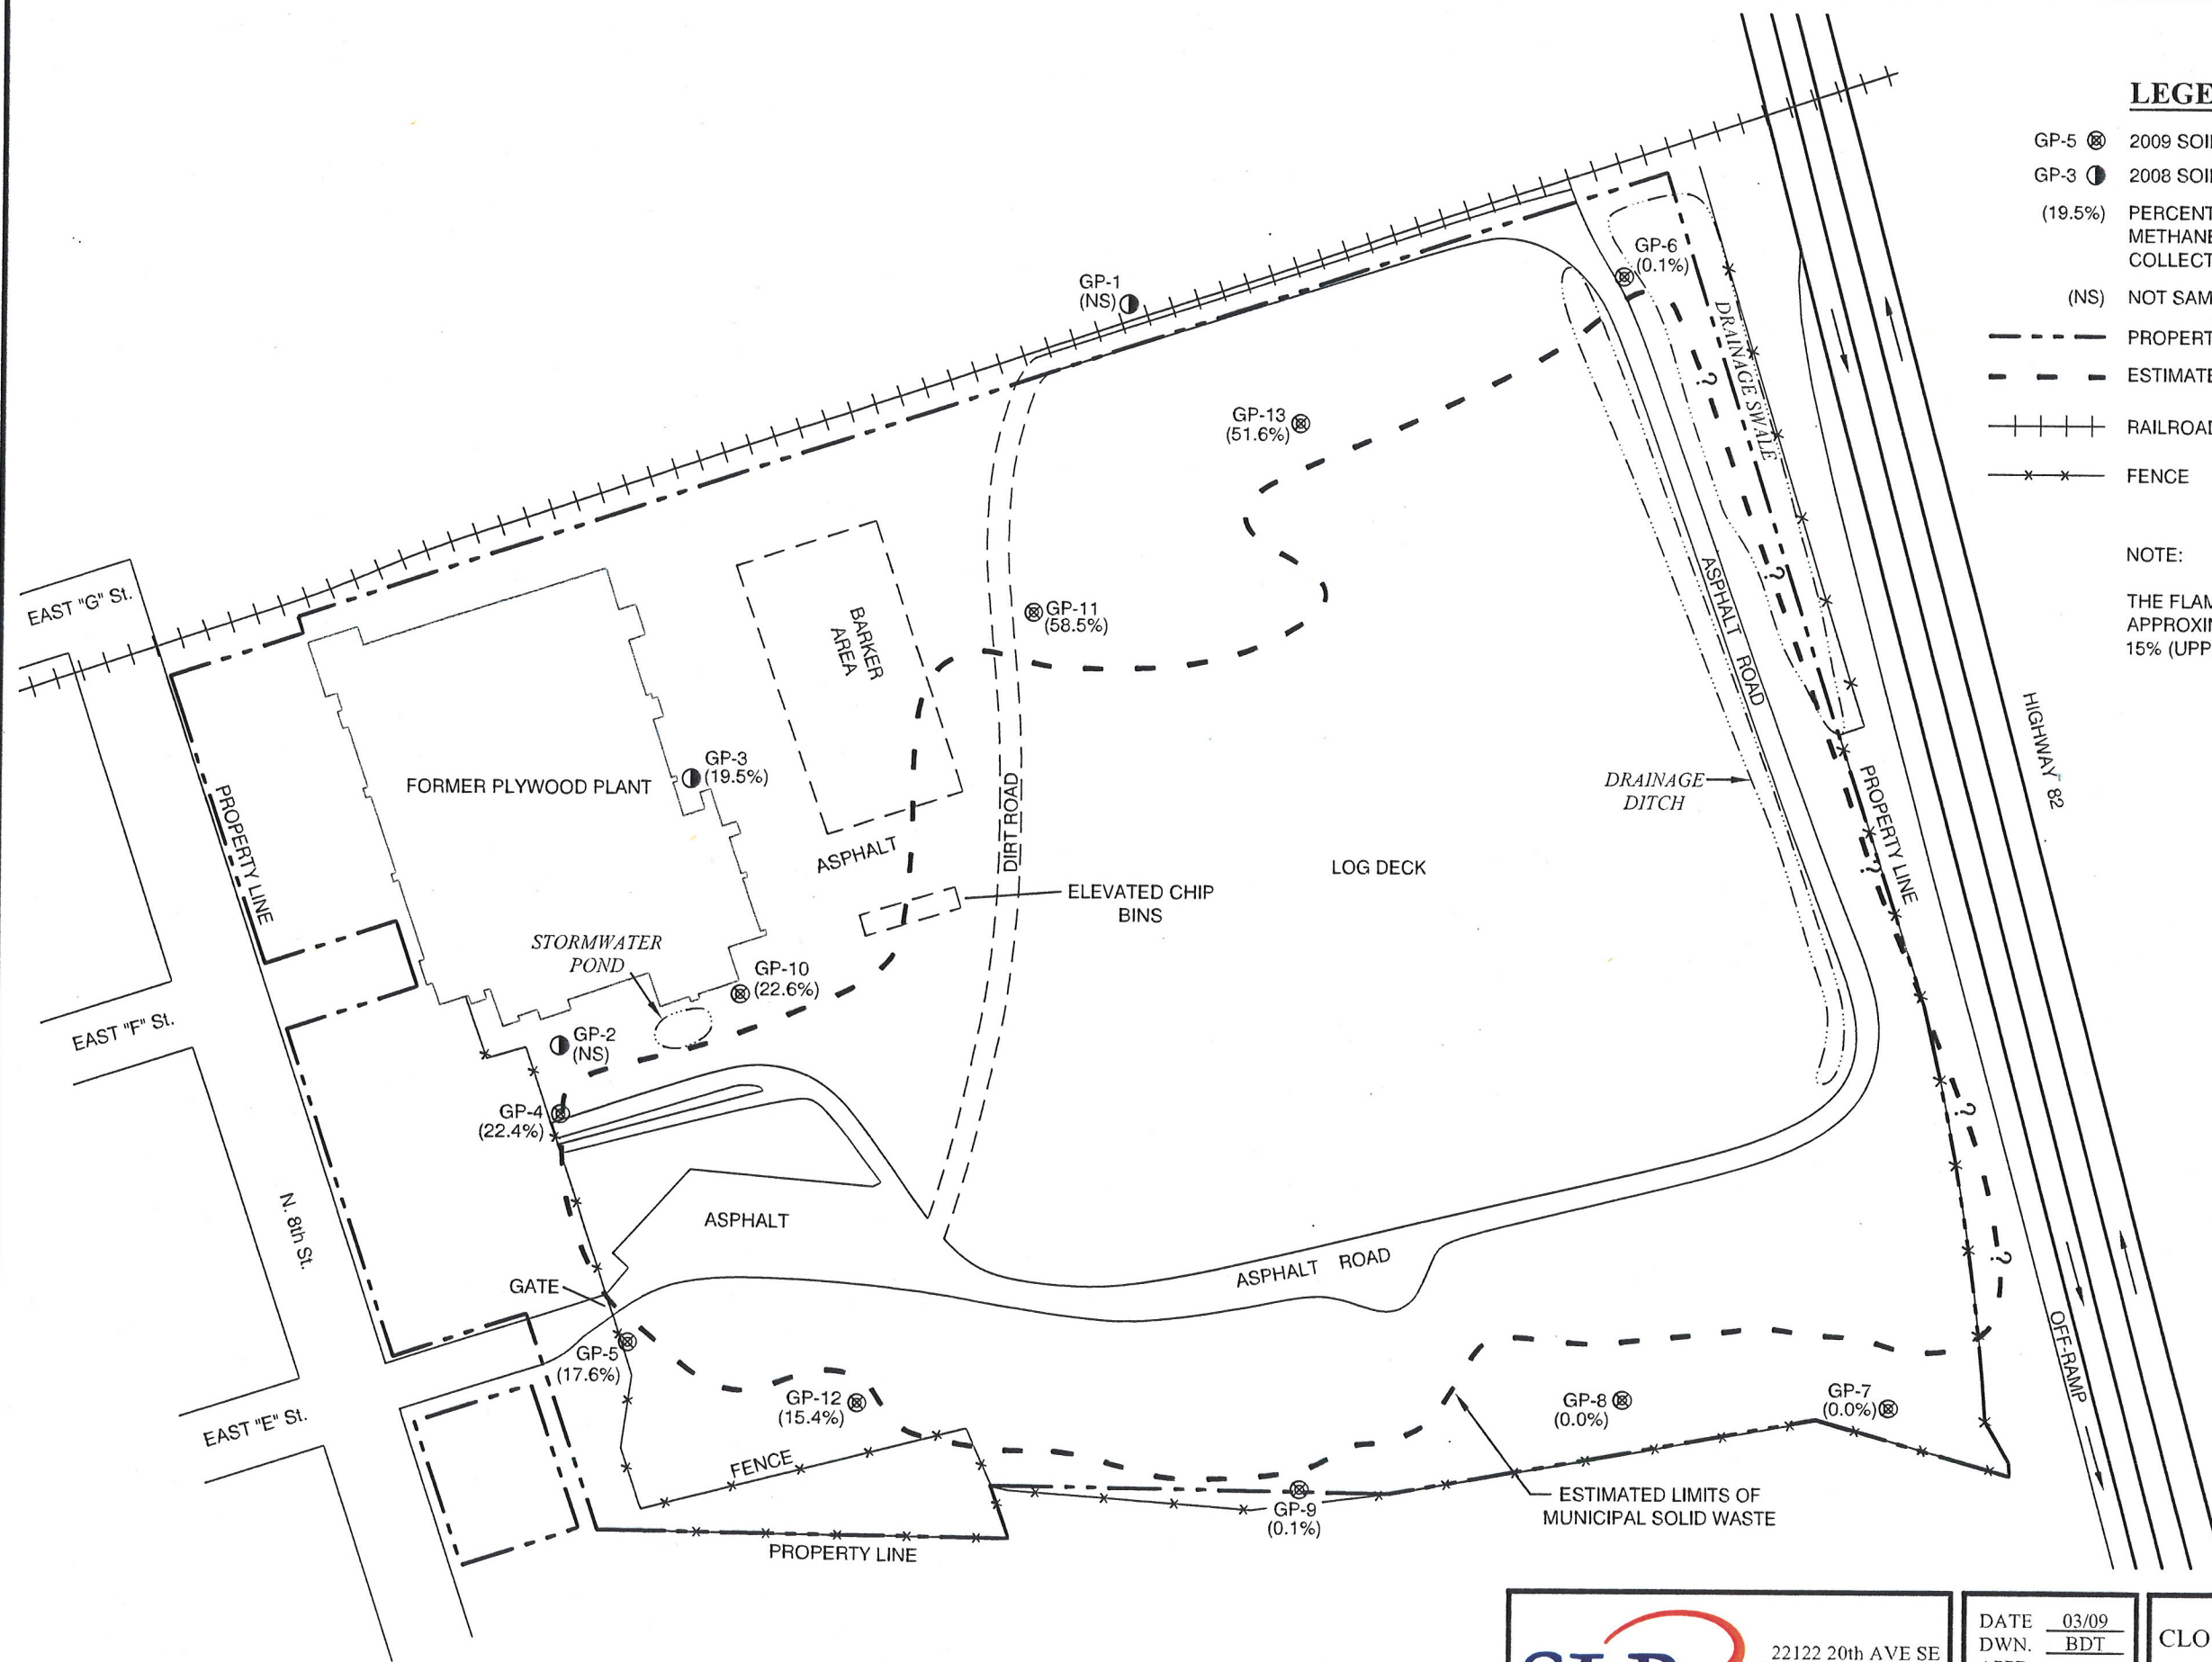 LEGE
GP-5 2009 SOI
GP-3 2008 SOI
(19.5%) PERCENT
METHANE
COLLECT
(NS) NOT SAM
PROPERT
ESTIMATE
RAILROAD
FENCE
NOTE:
THE FLAM
APPROXIM
15% (UPP
GP-1
(NS)
GP-6
(0.1%)
DRAINAGE SWALE
?
GP-13
(51.6%)
EAST "G" St.
BARKER
AREA
GP-11
(58.5%)
ASPHALT ROAD
?
HIGHWAY 82
GP-3
(19.5%)
FORMER PLYWOOD PLANT
PROPERTY LINE
DIRT ROAD
DRAINAGE
DITCH
PROPERTY LINE
ASPHALT
LOG DECK
?
ELEVATED CHIP
BINS
STORMWATER
POND
GP-10
(22.6%)
EAST "F" St.
GP-2
(NS)
GP-4
(22.4%)
?
N. 8th St.
ASPHALT
ASPHALT ROAD
?
GATE
GP-5
(17.6%)
OFF-RAMP
GP-12
(15.4%)
GP-8
(0.0%)
GP-7
(0.0%)
EAST "E" St.
FENCE
GP-9
(0.1%)
ESTIMATED LIMITS OF
MUNICIPAL SOLID WASTE
PROPERTY LINE
22122 20th AVE SE
DATE 03/09
DWN. BDT
CLO